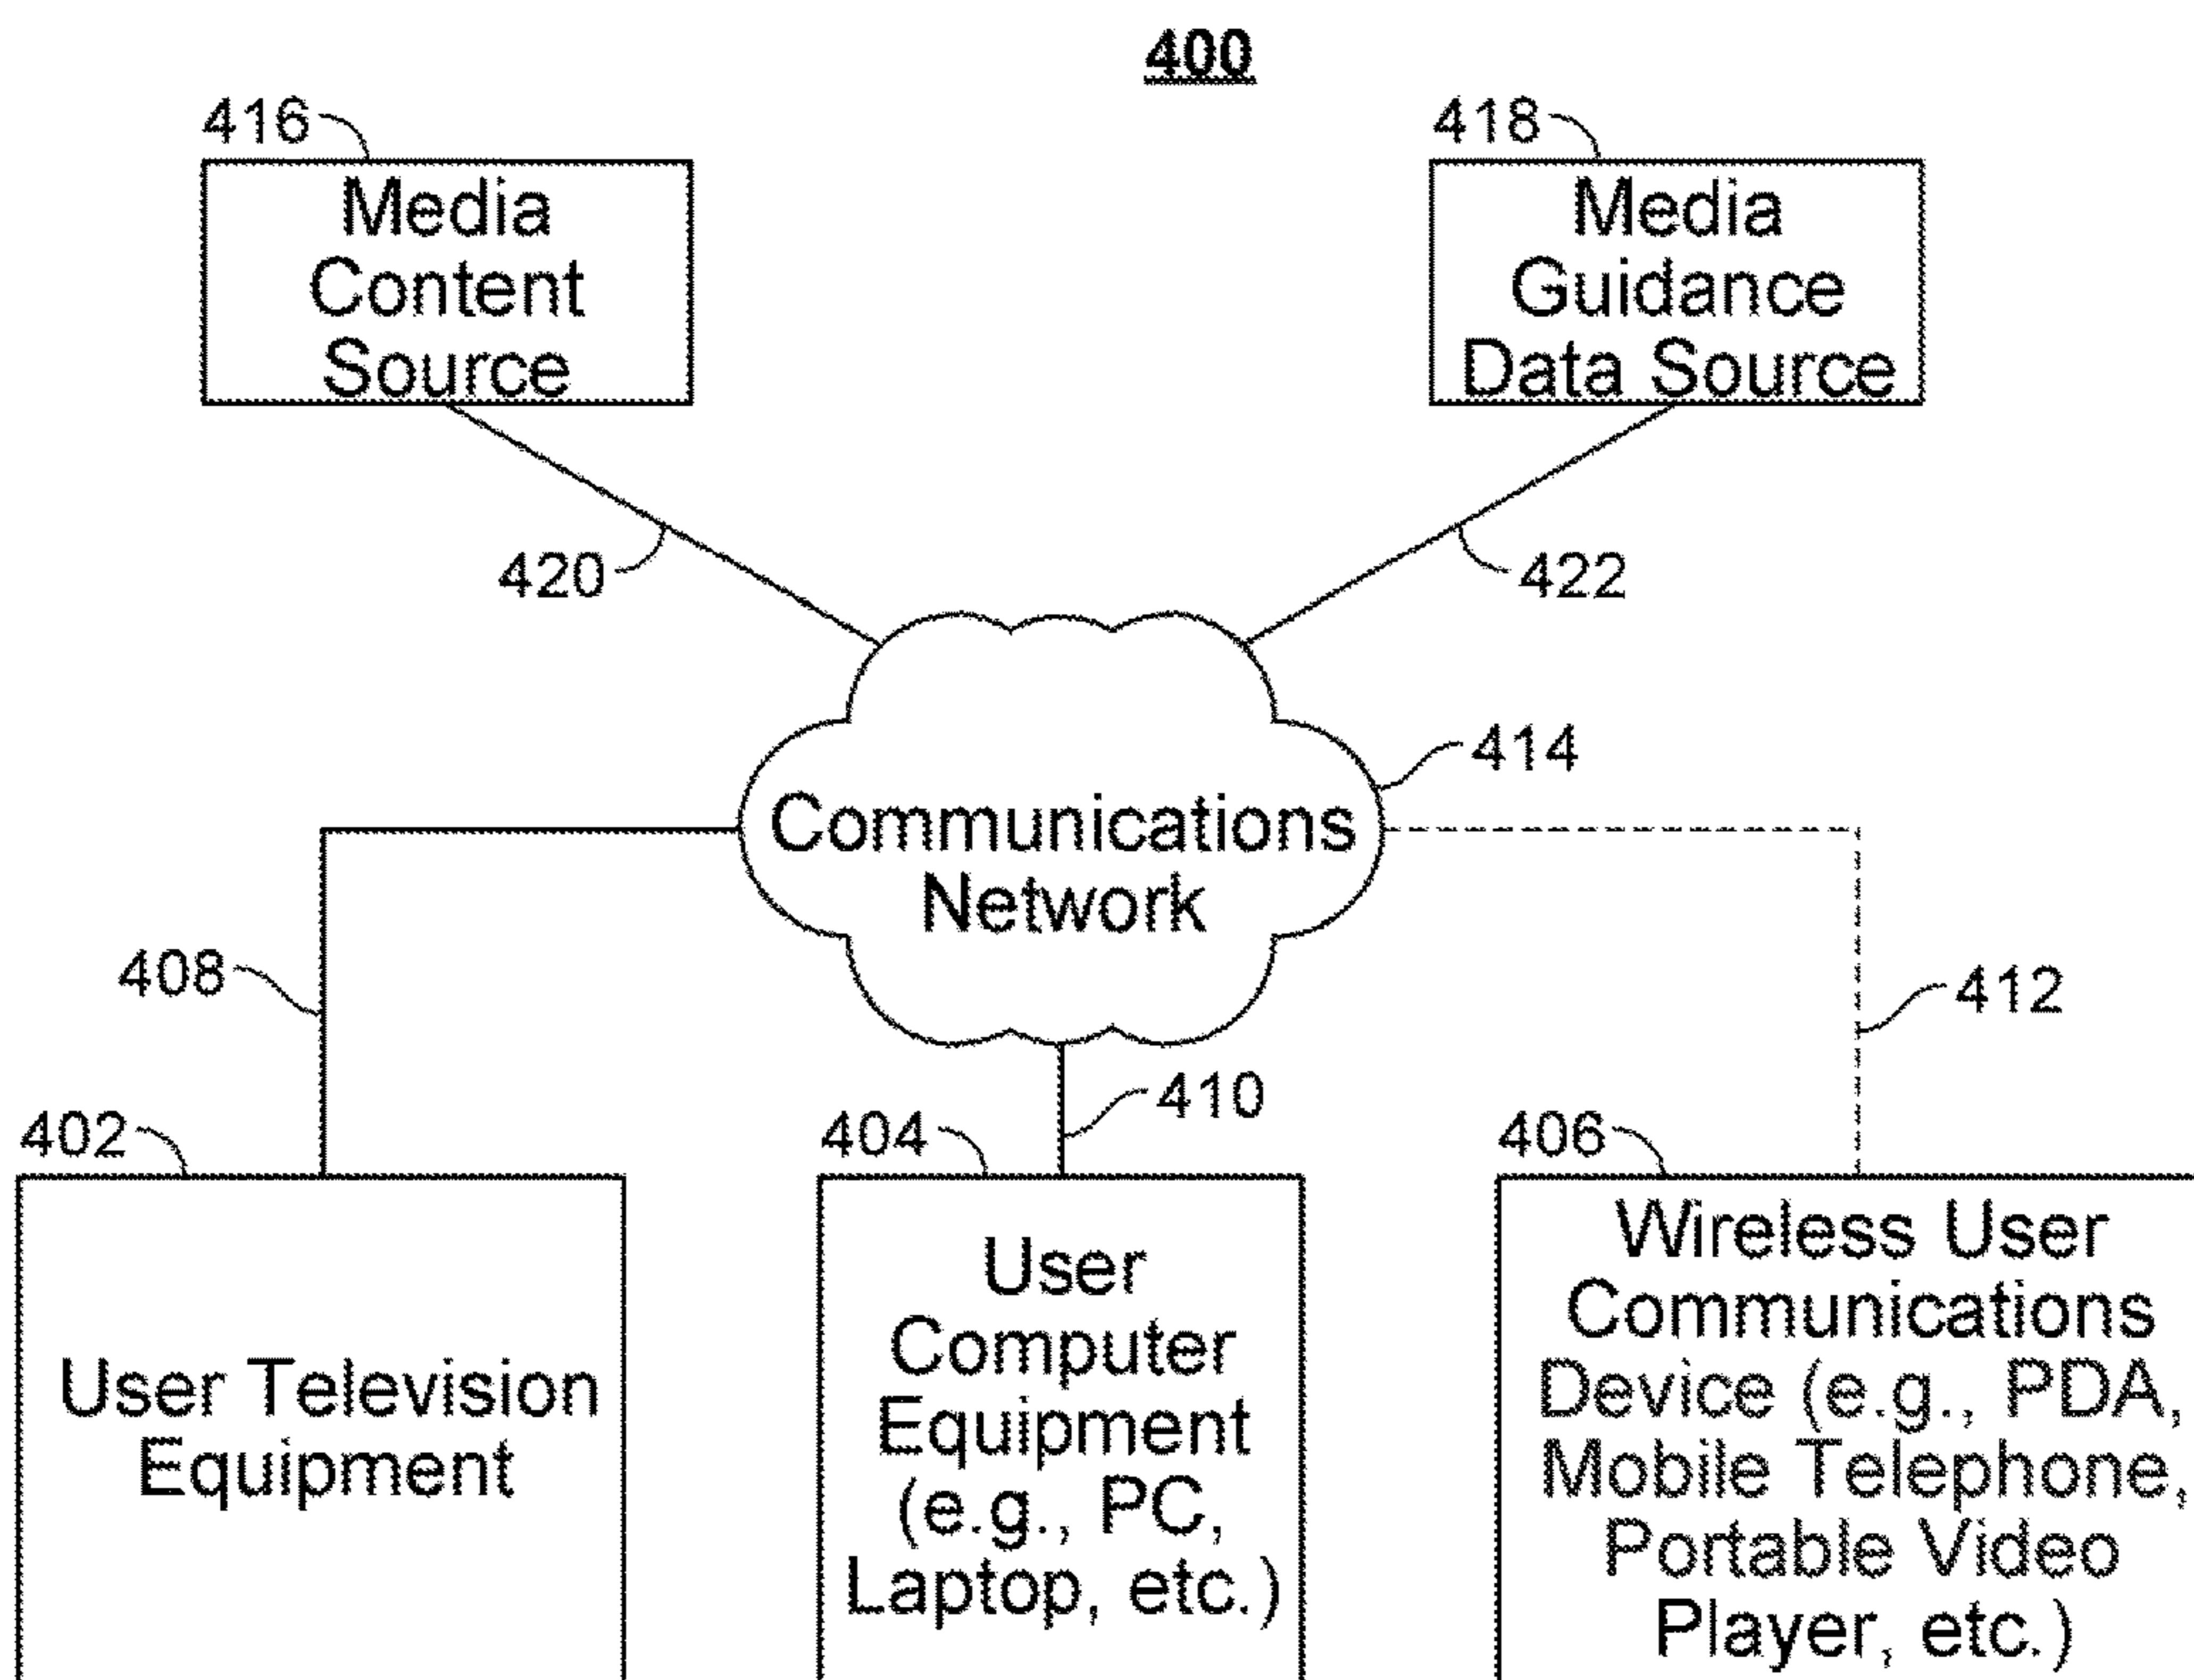 400
416
418
Media
Content
Source
Media
Guidance
Data Source
420
422
414
Communications
Network
408
412
410
402
404
406
User Television
Equipment
User
Computer
Equipment
(e.g., PC,
Laptop, etc.)
Wireless User
Communications
Device (e.g., PDA,
Mobile Telephone,
Portable Video
Player, etc.)